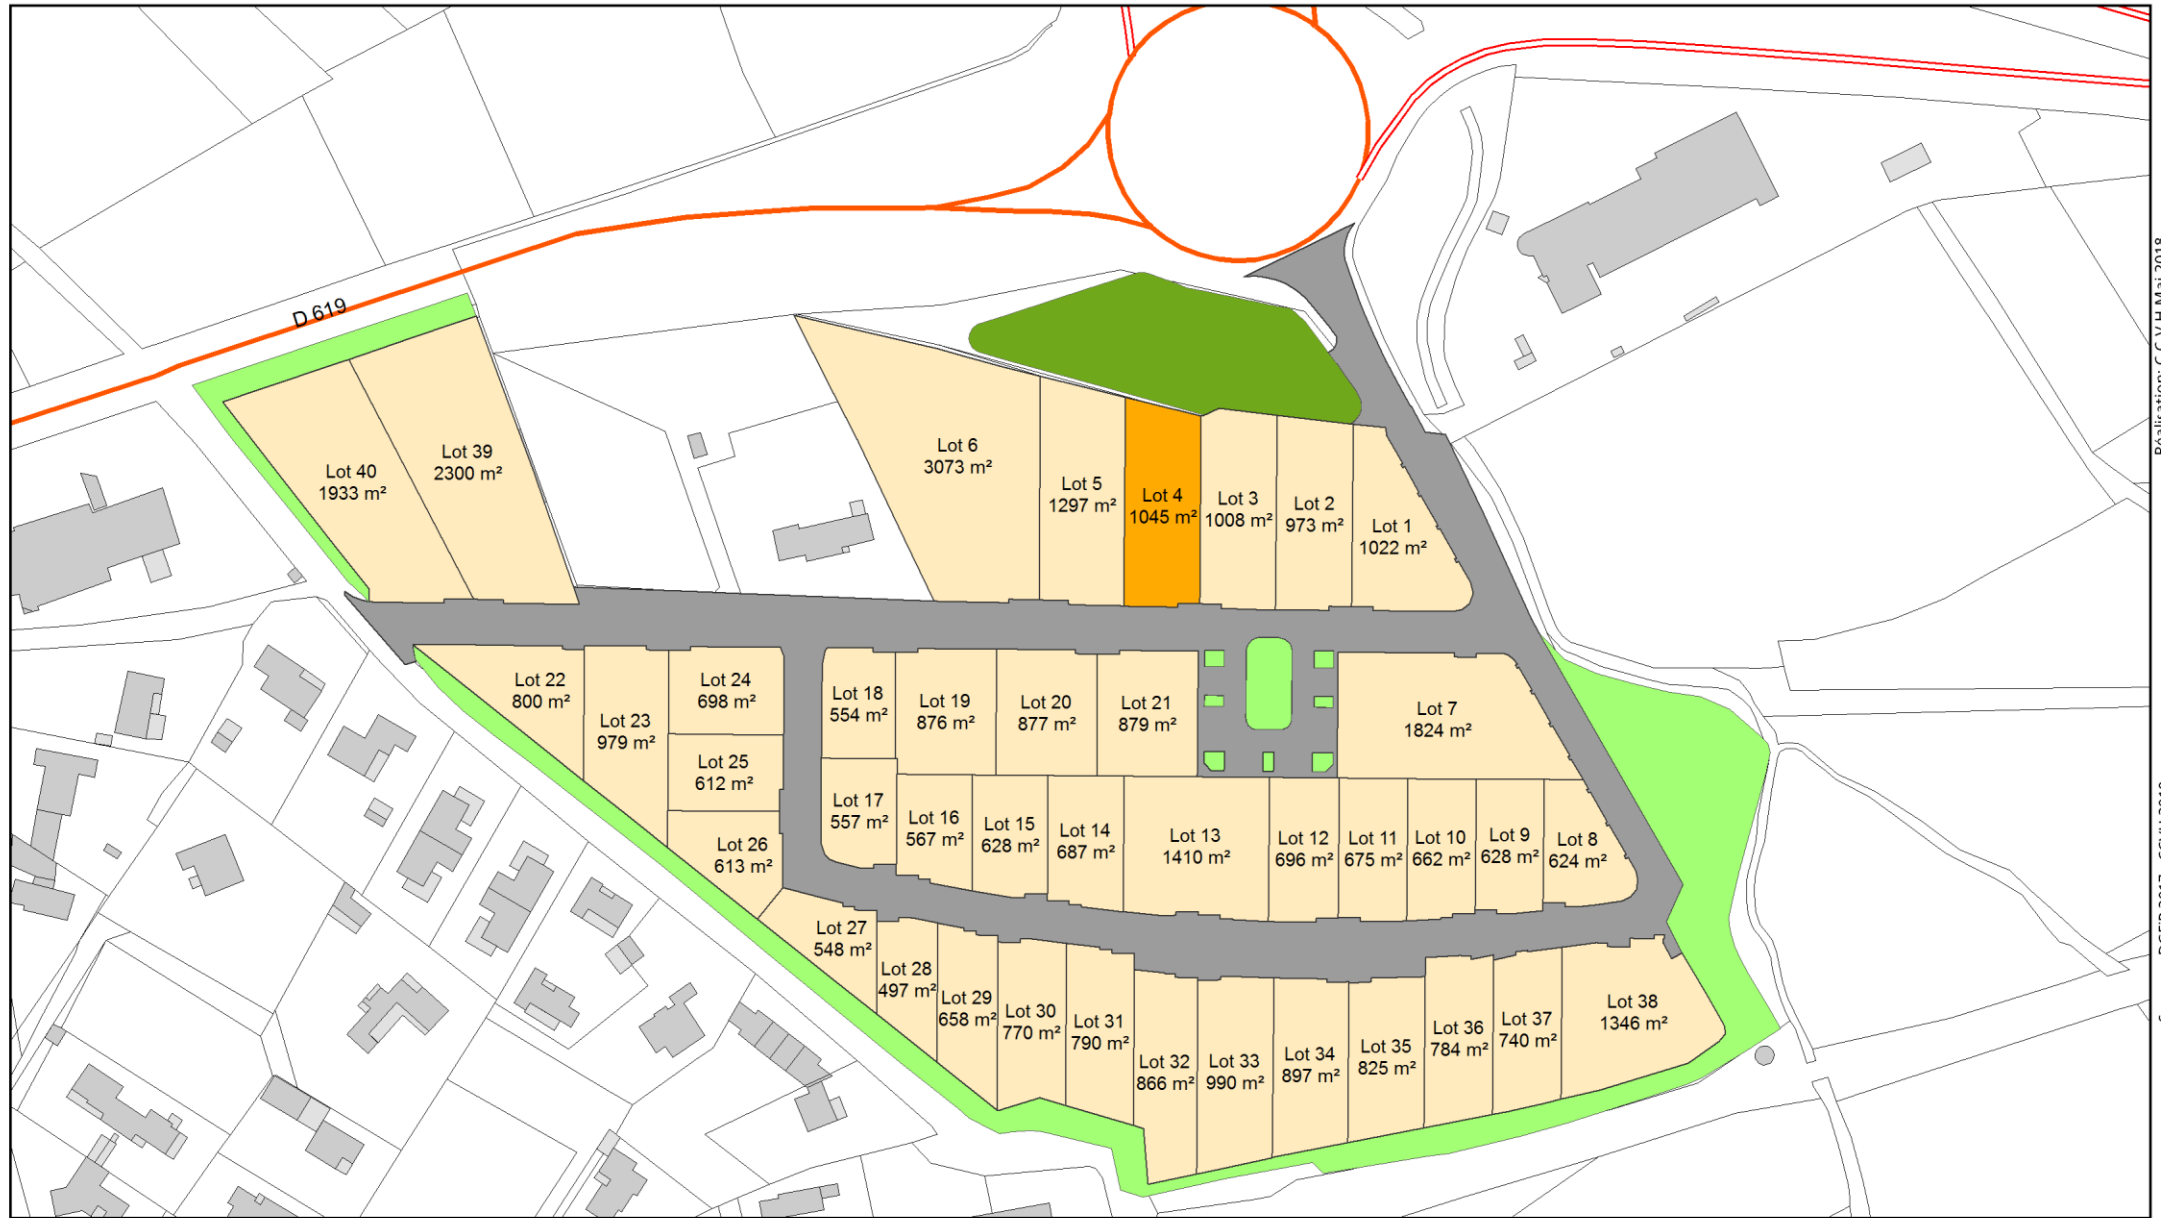 D 619
Lot 40
1933 m²
Lot 39
2300 m²
Lot 6
3073 m²
Lot 5
1297 m²
Lot 4
1045 m²
Lot 3
1008 m²
Lot 2
973 m²
Lot 1
1022 m²
Lot 22
800 m²
Lot 23
979 m²
Lot 24
698 m²
Lot 25
612 m²
Lot 26
613 m²
Lot 18
554 m²
Lot 19
876 m²
Lot 20
877 m²
Lot 21
879 m²
Lot 7
1824 m²
Lot 17
557 m²
Lot 16
567 m²
Lot 15
628 m²
Lot 14
687 m²
Lot 13
1410 m²
Lot 12
696 m²
Lot 11
675 m²
Lot 10
662 m²
Lot 9
628 m²
Lot 8
624 m²
Lot 27
548 m²
Lot 28
497 m²
Lot 29
658 m²
Lot 30
770 m²
Lot 31
790 m²
Lot 32
866 m²
Lot 33
990 m²
Lot 34
897 m²
Lot 35
825 m²
Lot 36
784 m²
Lot 37
740 m²
Lot 38
1346 m²
Réalisation: C.C.V.H Mai 2018